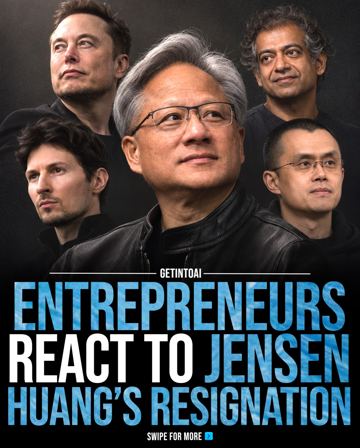 GETINTOAI
ENTREPRENEURS
REACT TO JENSEN
HUANG'S RESIGNATION
SWIPE FOR MORE